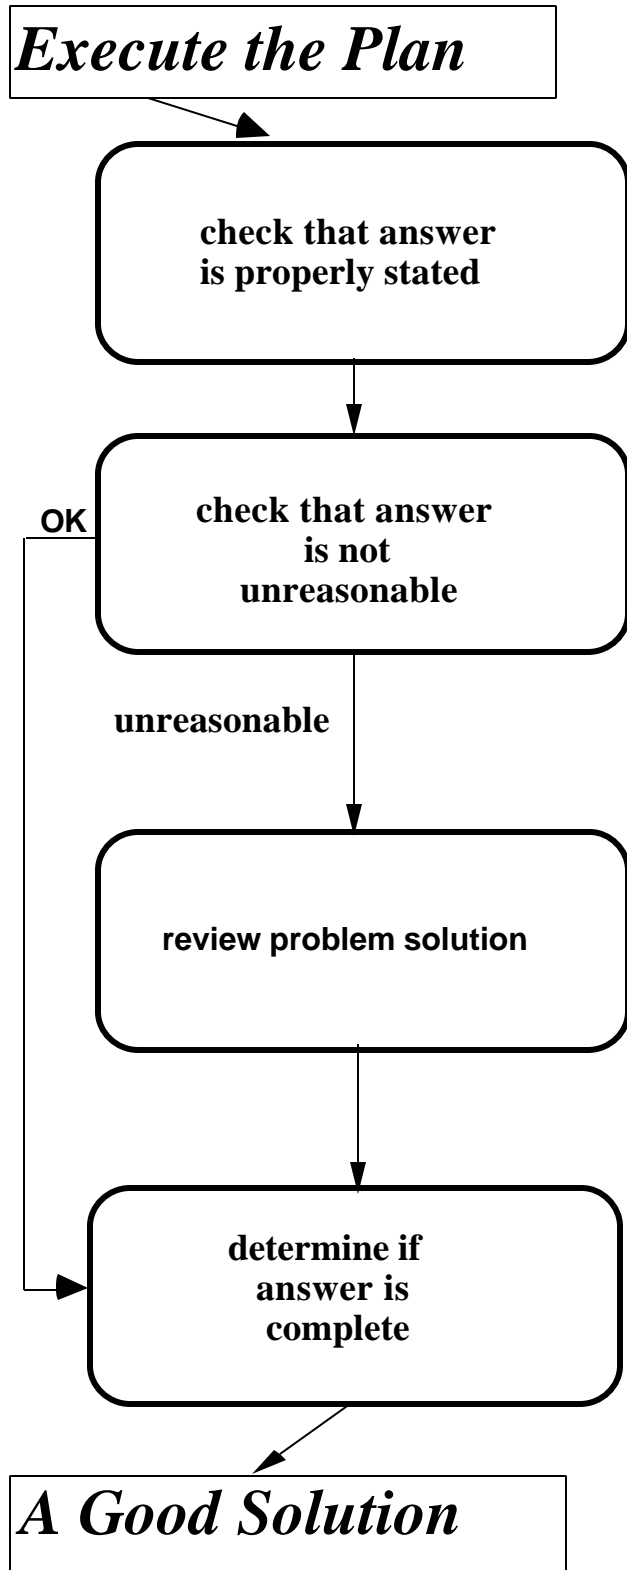 Execute the Plan
check that answer
is properly stated
OK
check that answer
is not
unreasonable
unreasonable
review problem solution
determine if
answer is
complete
A Good Solution